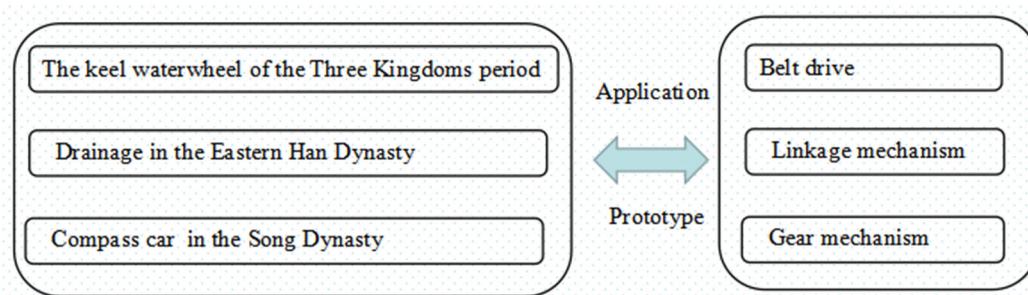 The keel waterwheel of the Three Kingdoms period
Drainage in the Eastern Han Dynasty
Compass car in the Song Dynasty
Application
Prototype
Belt drive
Linkage mechanism
Gear mechanism